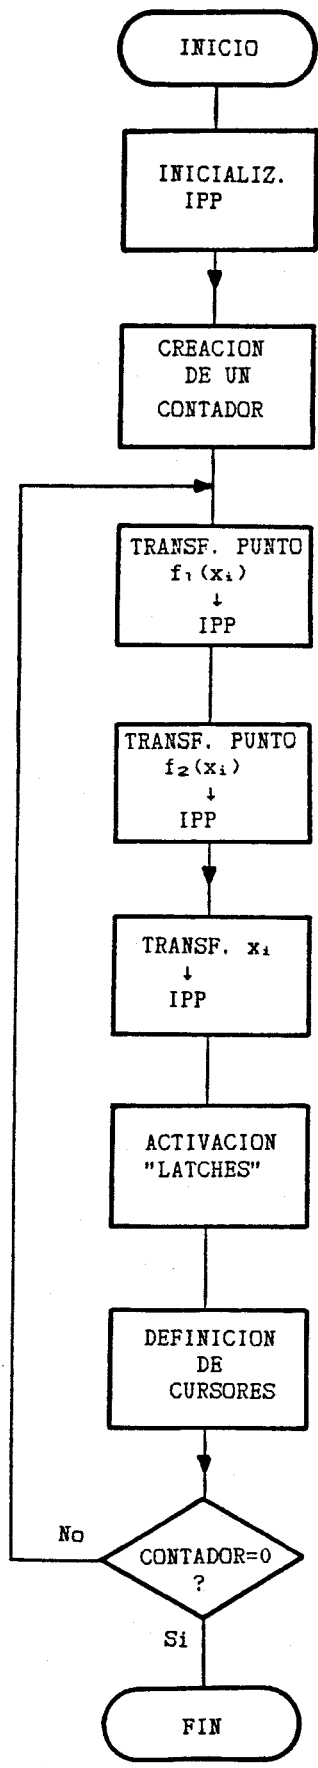 INICIO
INICIALIZ.
IPP
CREACION
DE UN
CONTADOR
TRANSF. PUNTO
f₁(xᵢ)
↓
IPP
TRANSF. PUNTO
f₂(xᵢ)
↓
IPP
TRANSF. xᵢ
↓
IPP
ACTIVACION
"LATCHES"
DEFINICION
DE
CURSORES
No
CONTADOR=0
?
Si
FIN